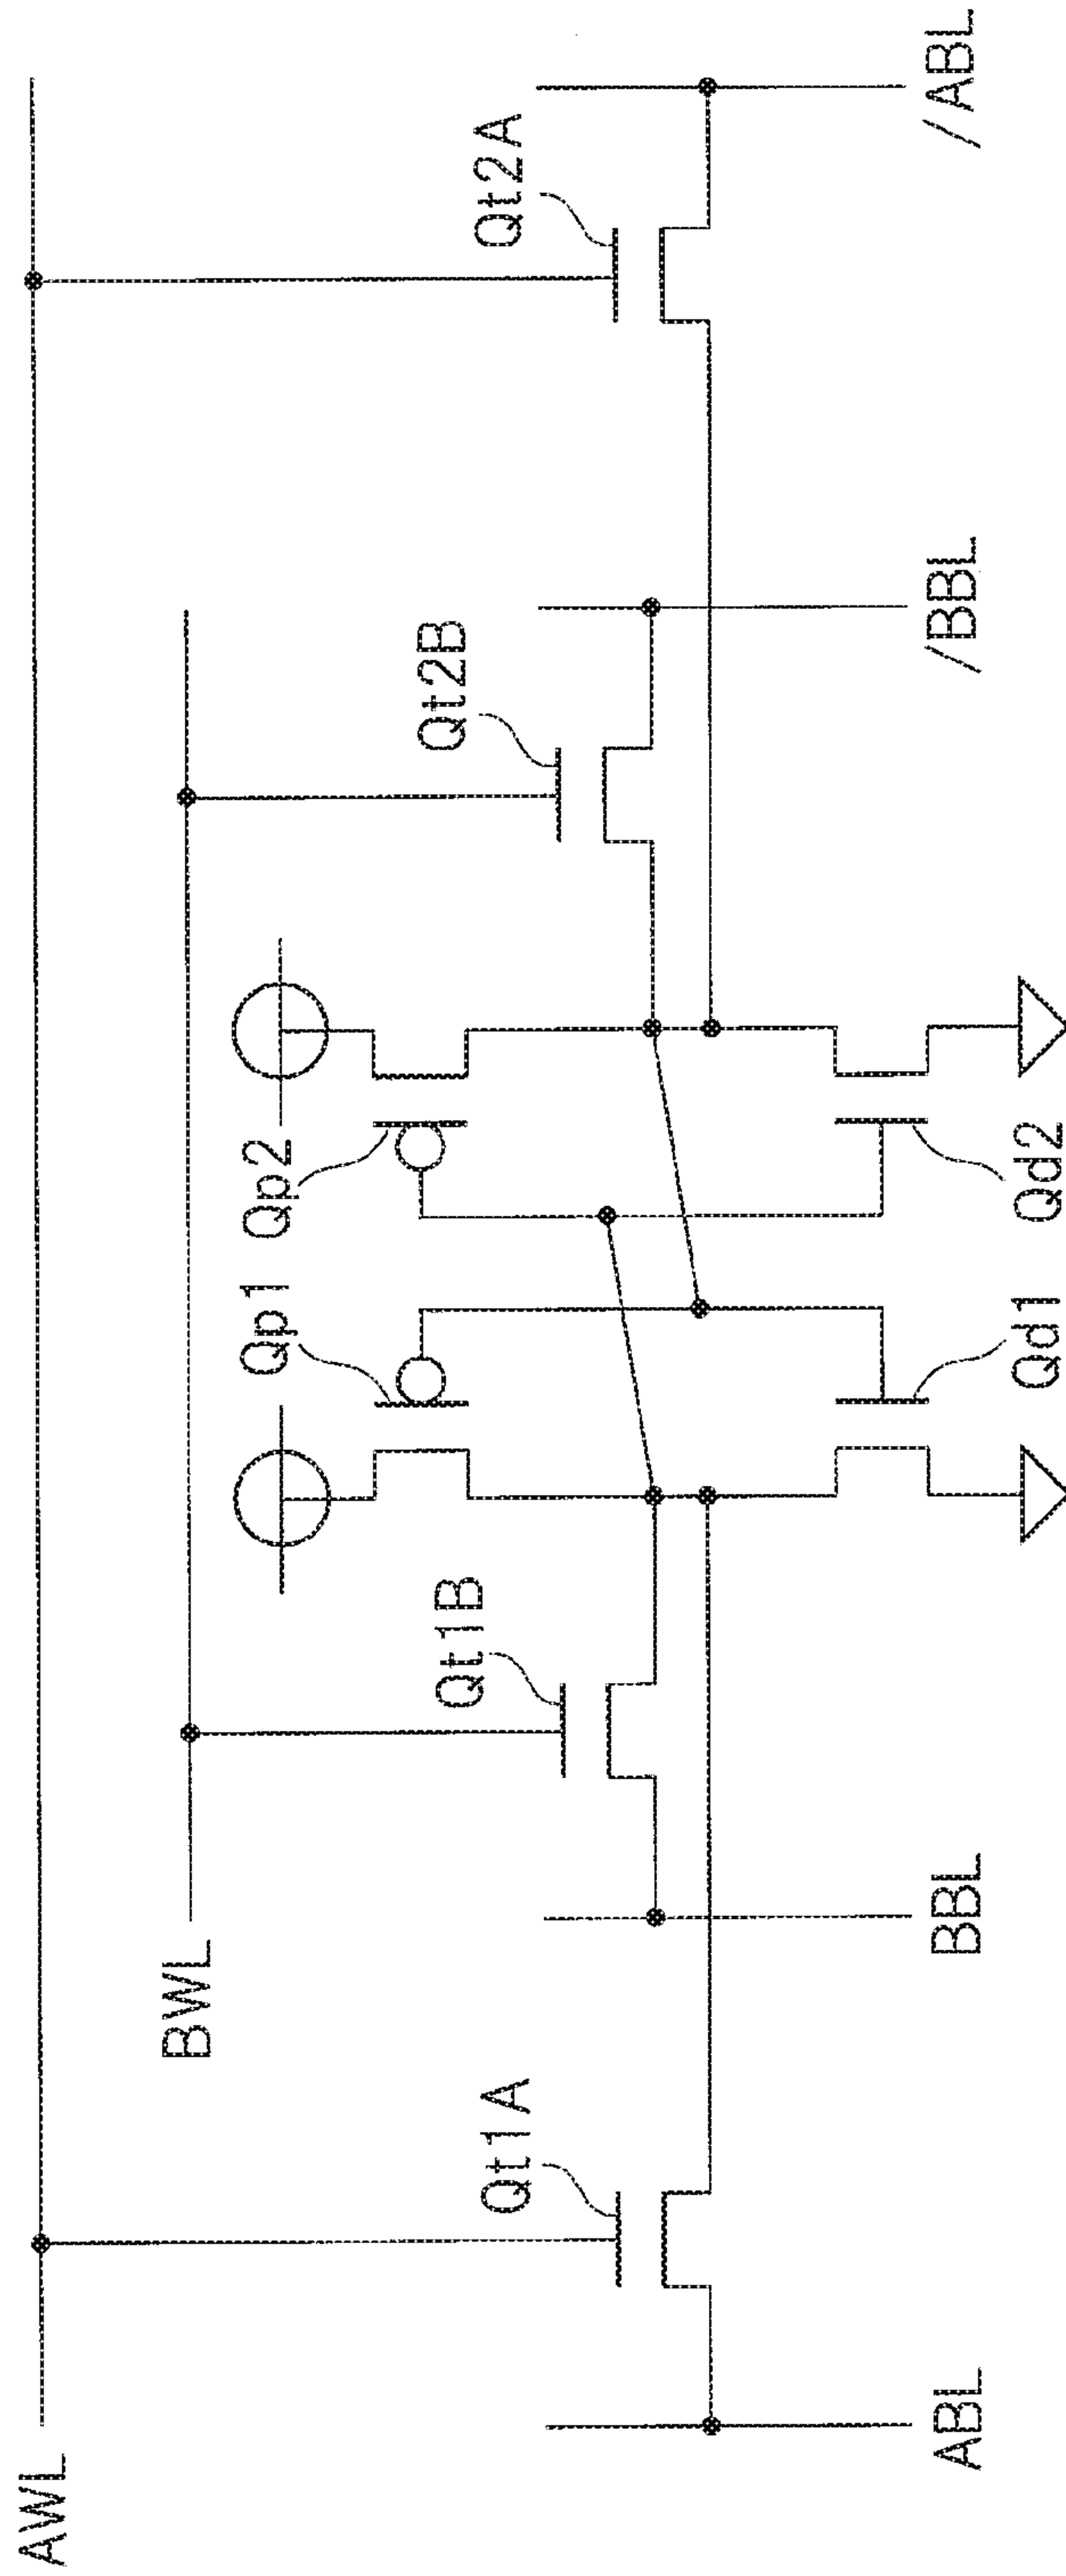 AWL
BWL
Qp1
Qp2
Qt1A
Qt1B
Qt2B
Qt2A
Qd1
Qd2
ABL
BBL
/BBL
/ABL